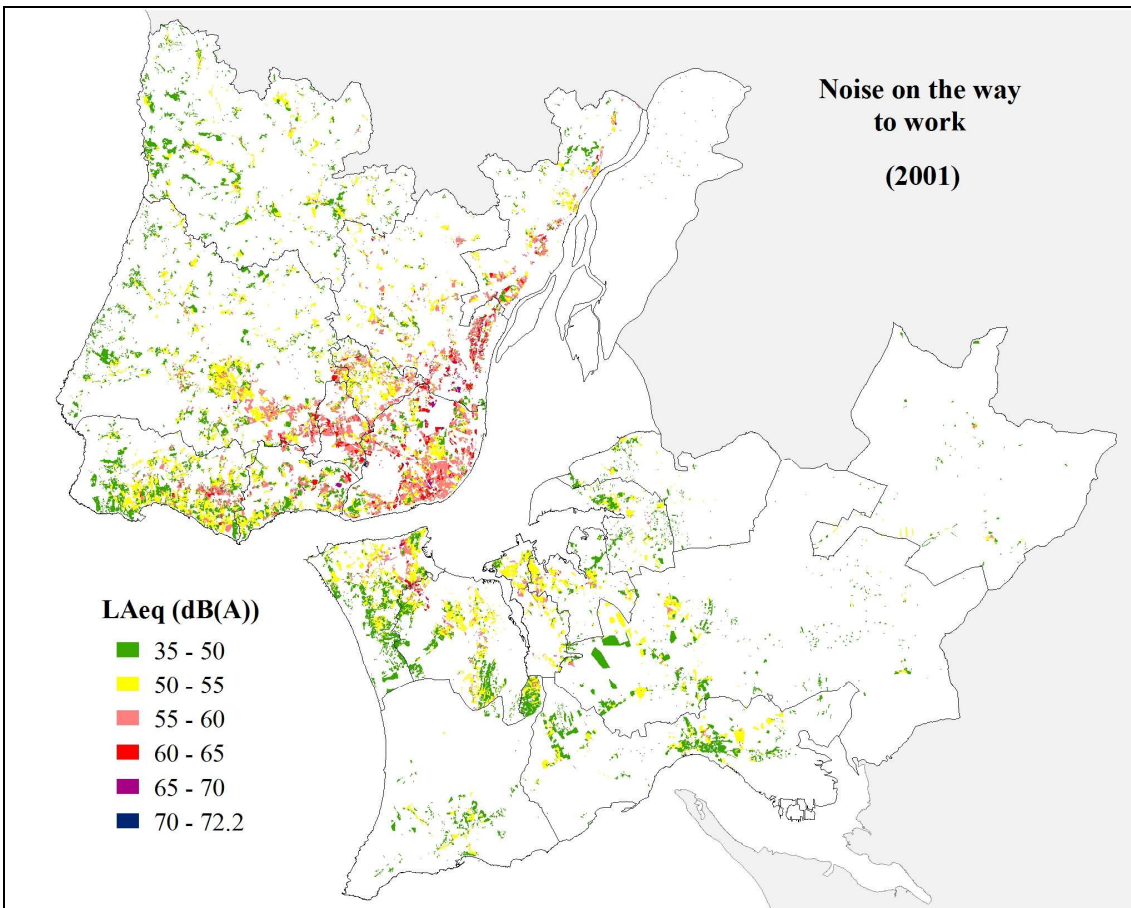 Noise on the way
to work
(2001)
LAeq (dB(A))
35 - 50
50 - 55
55 - 60
60 - 65
65 - 70
70 - 72.2